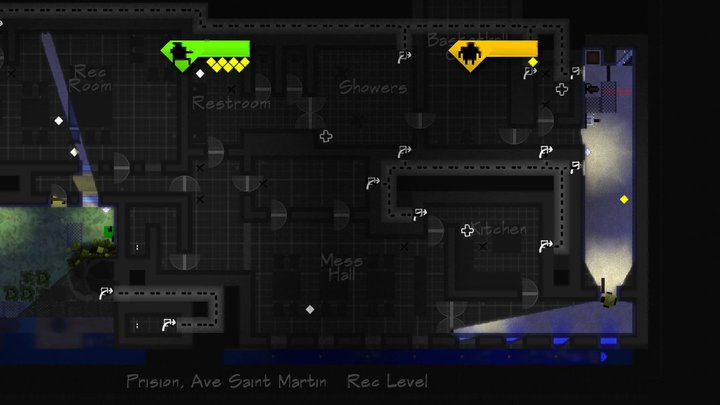 Basketball
Rec
Room
Showers
Restroom
Kitchen
Mess
Hall
Prision, Ave Saint Martin Rec Level